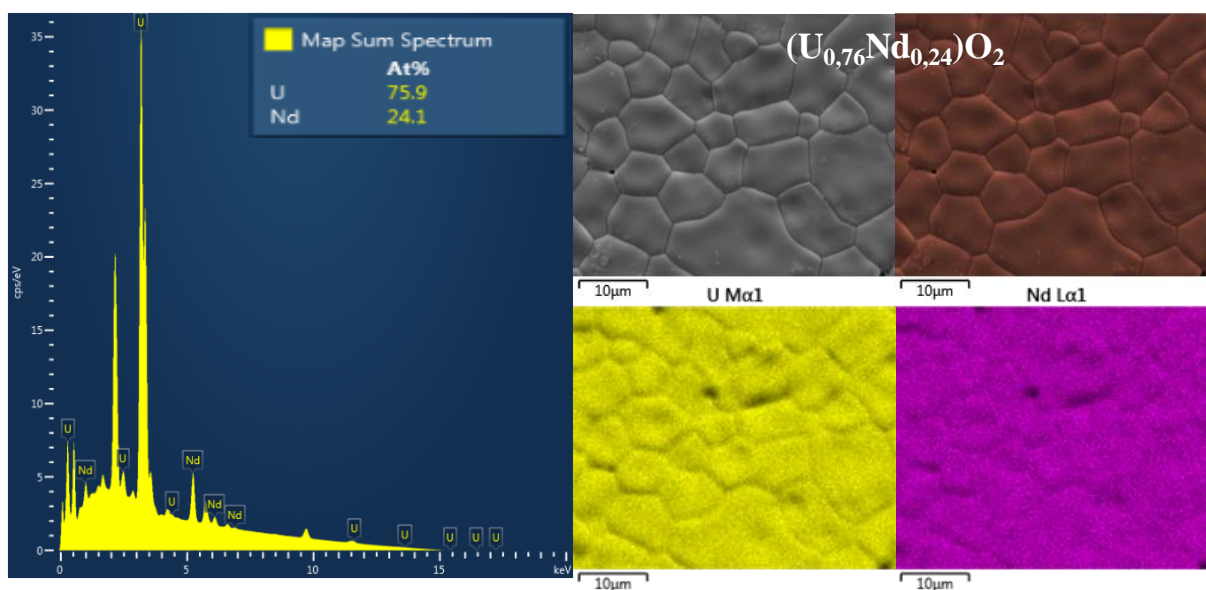 U
35
Map Sum Spectrum
At%
U 75.9
Nd 24.1
30
25
20
15
10
5
0
cps/eV
U
Nd
U
U
Nd
Nd
Nd
U
U
U
U
U
0 5 10 15 keV
(U0,76Nd0,24)O2
10µm
U Mα1
10µm
Nd Lα1
10µm
10µm